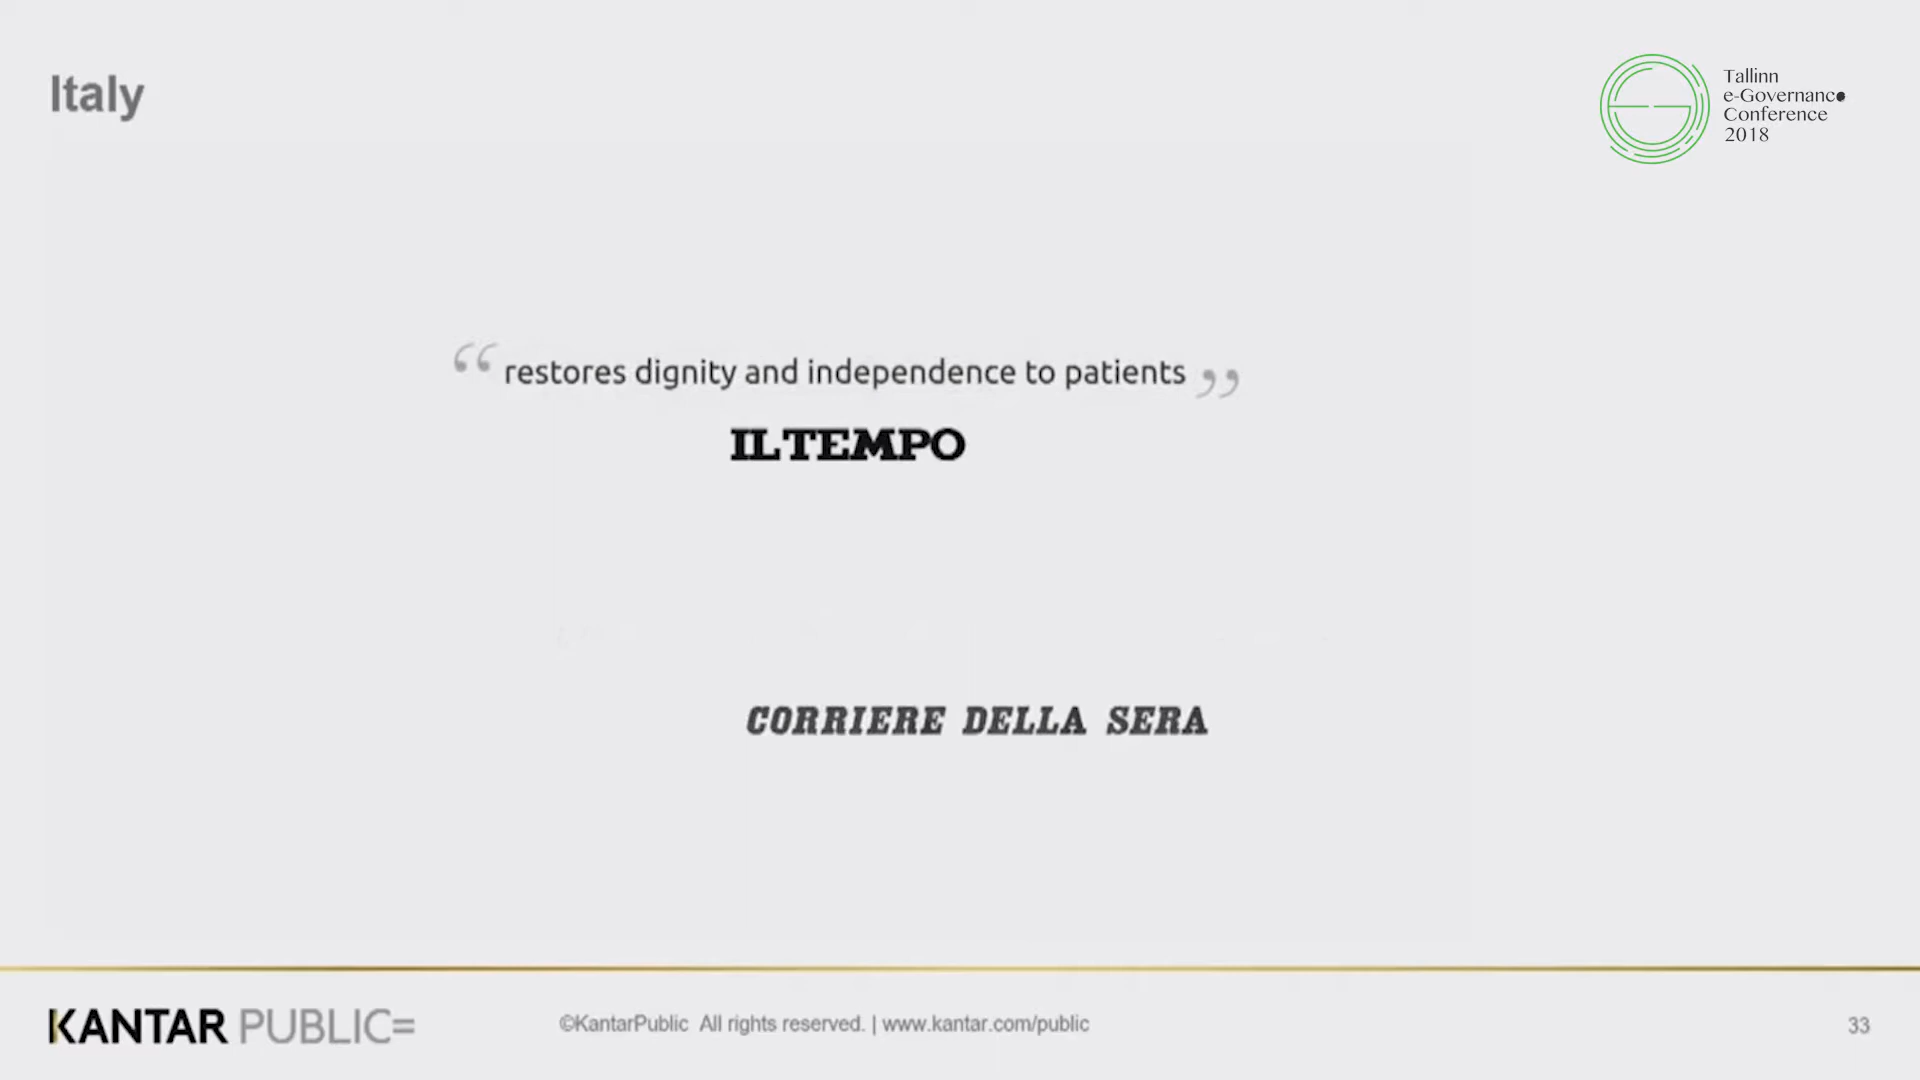 Italy
Tallinn
e-Governance
Conference
2018
“ restores dignity and independence to patients ”
IL TEMPO
CORRIERE DELLA SERA
KANTAR PUBLIC=
©KantarPublic All rights reserved. | www.kantar.com/public
33